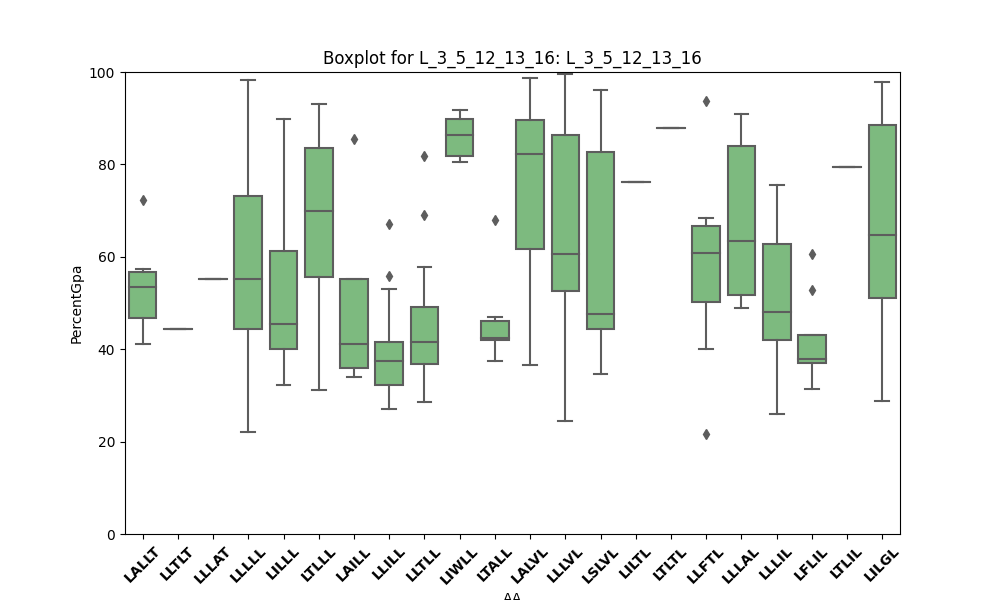 Boxplot for L_3_5_12_13_16: L_3_5_12_13_16
100
80
60
40
20
0
PercentGpa
LALLT LLTLT LLLAT LLLLL LILLL LTLLL LAILL LLILL LLTLL LIWLL LTALL LALVL LLLVL LSLVL LILTL LTLTL LLFTL LLLAL LLLIL LFLIL LTLIL LILGL
AA